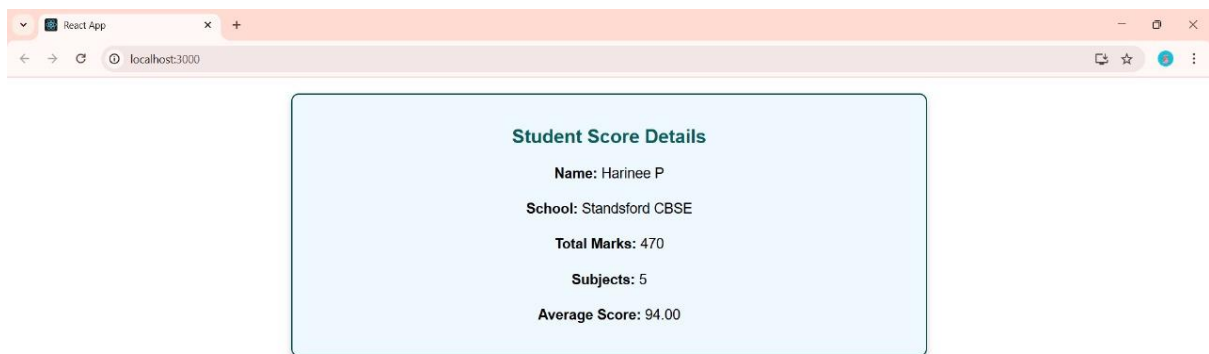 React App
localhost:3000
Student Score Details
Name: Harinee P
School: Standsford CBSE
Total Marks: 470
Subjects: 5
Average Score: 94.00